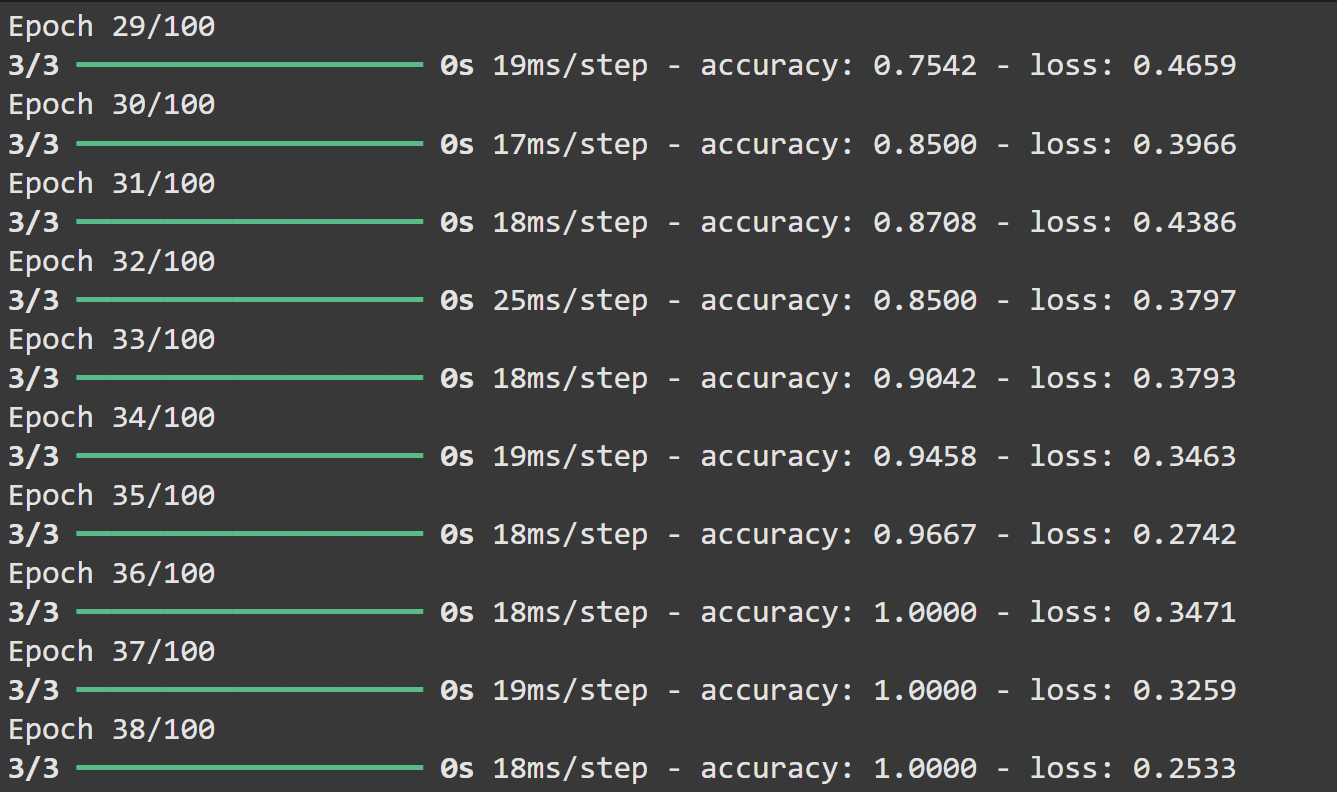 Epoch 29/100
3/3 ━━━━━━━━━━━━━━━━━━━━ 0s 19ms/step - accuracy: 0.7542 - loss: 0.4659
Epoch 30/100
3/3 ━━━━━━━━━━━━━━━━━━━━ 0s 17ms/step - accuracy: 0.8500 - loss: 0.3966
Epoch 31/100
3/3 ━━━━━━━━━━━━━━━━━━━━ 0s 18ms/step - accuracy: 0.8708 - loss: 0.4386
Epoch 32/100
3/3 ━━━━━━━━━━━━━━━━━━━━ 0s 25ms/step - accuracy: 0.8500 - loss: 0.3797
Epoch 33/100
3/3 ━━━━━━━━━━━━━━━━━━━━ 0s 18ms/step - accuracy: 0.9042 - loss: 0.3793
Epoch 34/100
3/3 ━━━━━━━━━━━━━━━━━━━━ 0s 19ms/step - accuracy: 0.9458 - loss: 0.3463
Epoch 35/100
3/3 ━━━━━━━━━━━━━━━━━━━━ 0s 18ms/step - accuracy: 0.9667 - loss: 0.2742
Epoch 36/100
3/3 ━━━━━━━━━━━━━━━━━━━━ 0s 18ms/step - accuracy: 1.0000 - loss: 0.3471
Epoch 37/100
3/3 ━━━━━━━━━━━━━━━━━━━━ 0s 19ms/step - accuracy: 1.0000 - loss: 0.3259
Epoch 38/100
3/3 ━━━━━━━━━━━━━━━━━━━━ 0s 18ms/step - accuracy: 1.0000 - loss: 0.2533